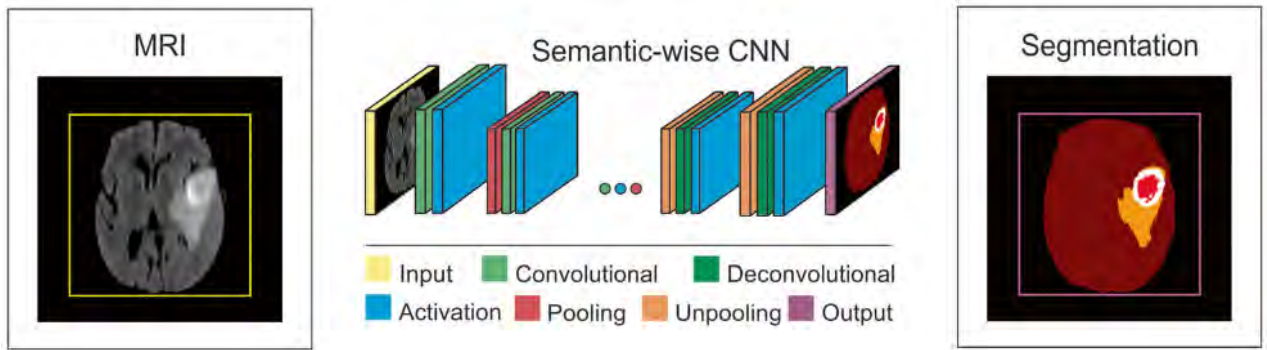 MRI
Semantic-wise CNN
Segmentation
Input
Convolutional
Deconvolutional
Activation
Pooling
Unpooling
Output